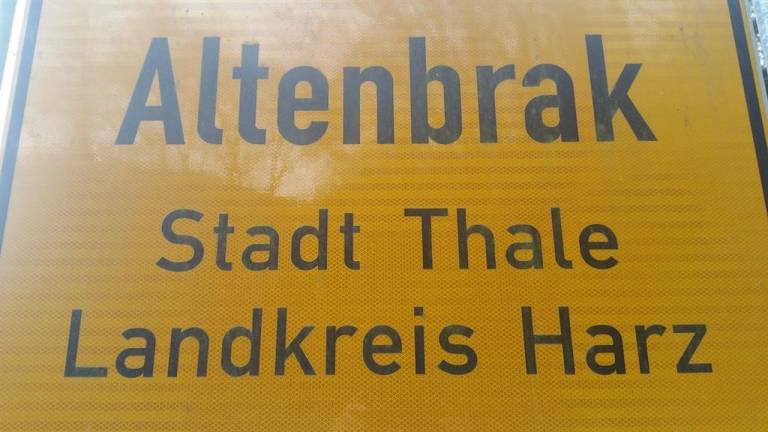 Altenbrak
Stadt Thale
Landkreis Harz